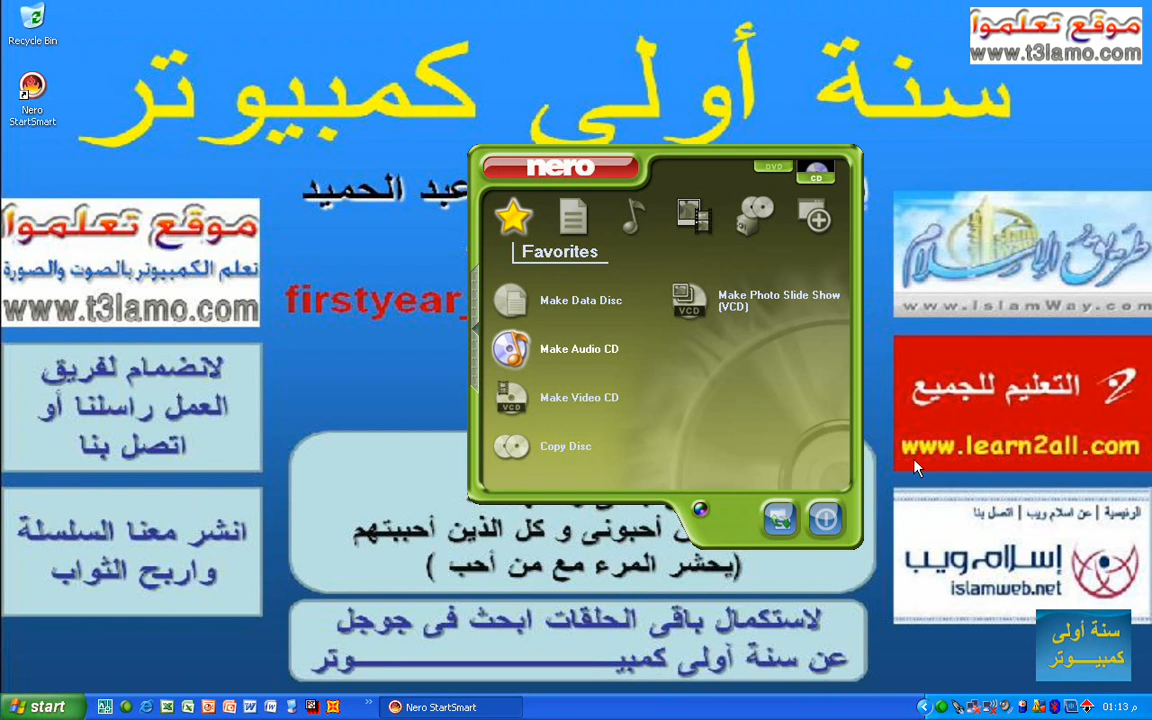 Recycle Bin
Nero
StartSmart
موقع تعلموا
www.t3lamo.com
سنة أولى كمبيوتر
عبد الحميد
موقع تعلموا
تعلم الكمبيوتر بالصوت والصورة
www.t3lamo.com
firstyear_
لانضمام لفريق
العمل راسلنا أو
اتصل بنا
انشر معنا السلسلة
واربح الثواب
nero
DVD
CD
Favorites
Make Data Disc
Make Audio CD
Make Video CD
Copy Disc
Make Photo Slide Show
(VCD)
VCD
VCD
أحبونى و كل الذين أحببتهم
(يحشر المرء مع من أحب )
لاستكمال باقى الحلقات ابحث فى جوجل
عن سنة أولى كمبيـــــــوتر
طريق الإسلام
www.IslamWay.com
التعليم للجميع
www.learn2all.com
الرئيسية | عن اسلام ويب | اتصل بنا
إسلام ويب
islamweb.net
سنة أولى
كمبيـــوتر
start
Nero StartSmart
01:13 م